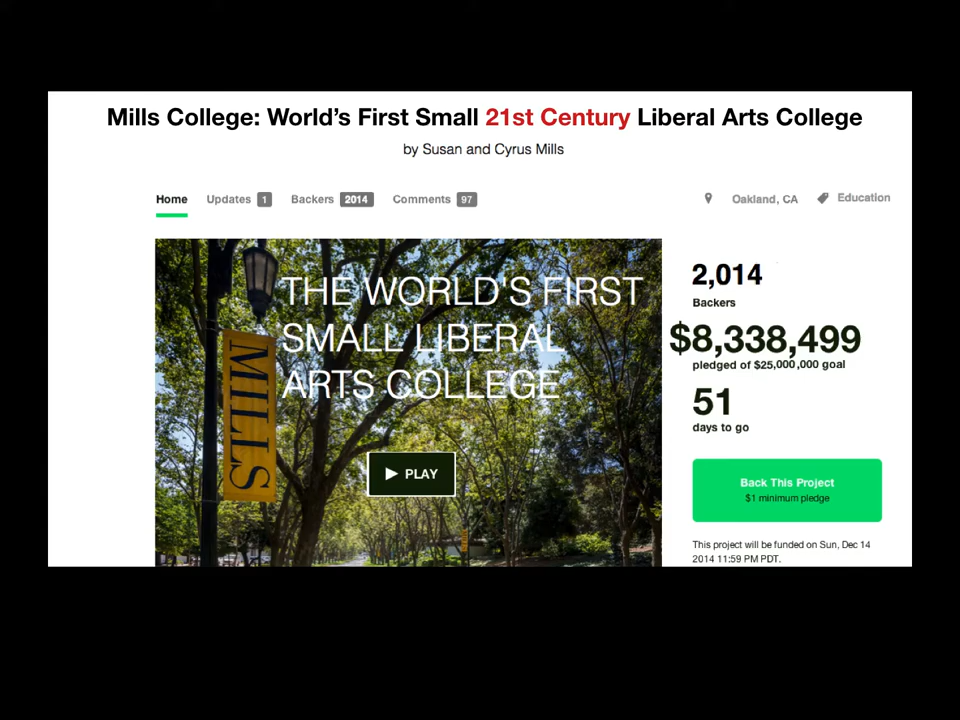 Mills College: World's First Small 21st Century Liberal Arts College
by Susan and Cyrus Mills
Home Updates 1 Backers 2014 Comments 97
Oakland, CA Education
THE WORLD'S FIRST
SMALL LIBERAL
ARTS COLLEGE
MILLS
PLAY
2,014
Backers
$8,338,499
pledged of $25,000,000 goal
51
days to go
Back This Project
$1 minimum pledge
This project will be funded on Sun, Dec 14
2014 11:59 PM PDT.